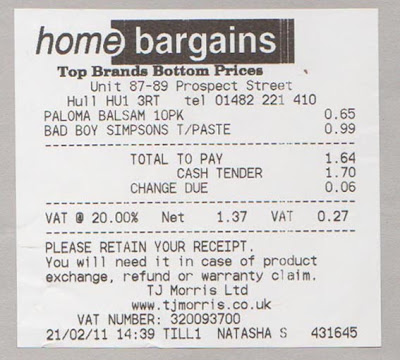 home bargains
Top Brands Bottom Prices
Unit 87-89 Prospect Street
Hull HU1 3RT tel 01482 221 410
PALOMA BALSAM 10PK 0.65
BAD BOY SIMPSONS T/PASTE 0.99
TOTAL TO PAY 1.64
CASH TENDER 1.70
CHANGE DUE 0.06
VAT @ 20.00% Net 1.37 VAT 0.27
PLEASE RETAIN YOUR RECEIPT.
You will need it in case of product
exchange, refund or warranty claim.
TJ Morris Ltd
www.tjmorris.co.uk
VAT NUMBER: 320093700
21/02/11 14:39 TILL1 NATASHA S 431645